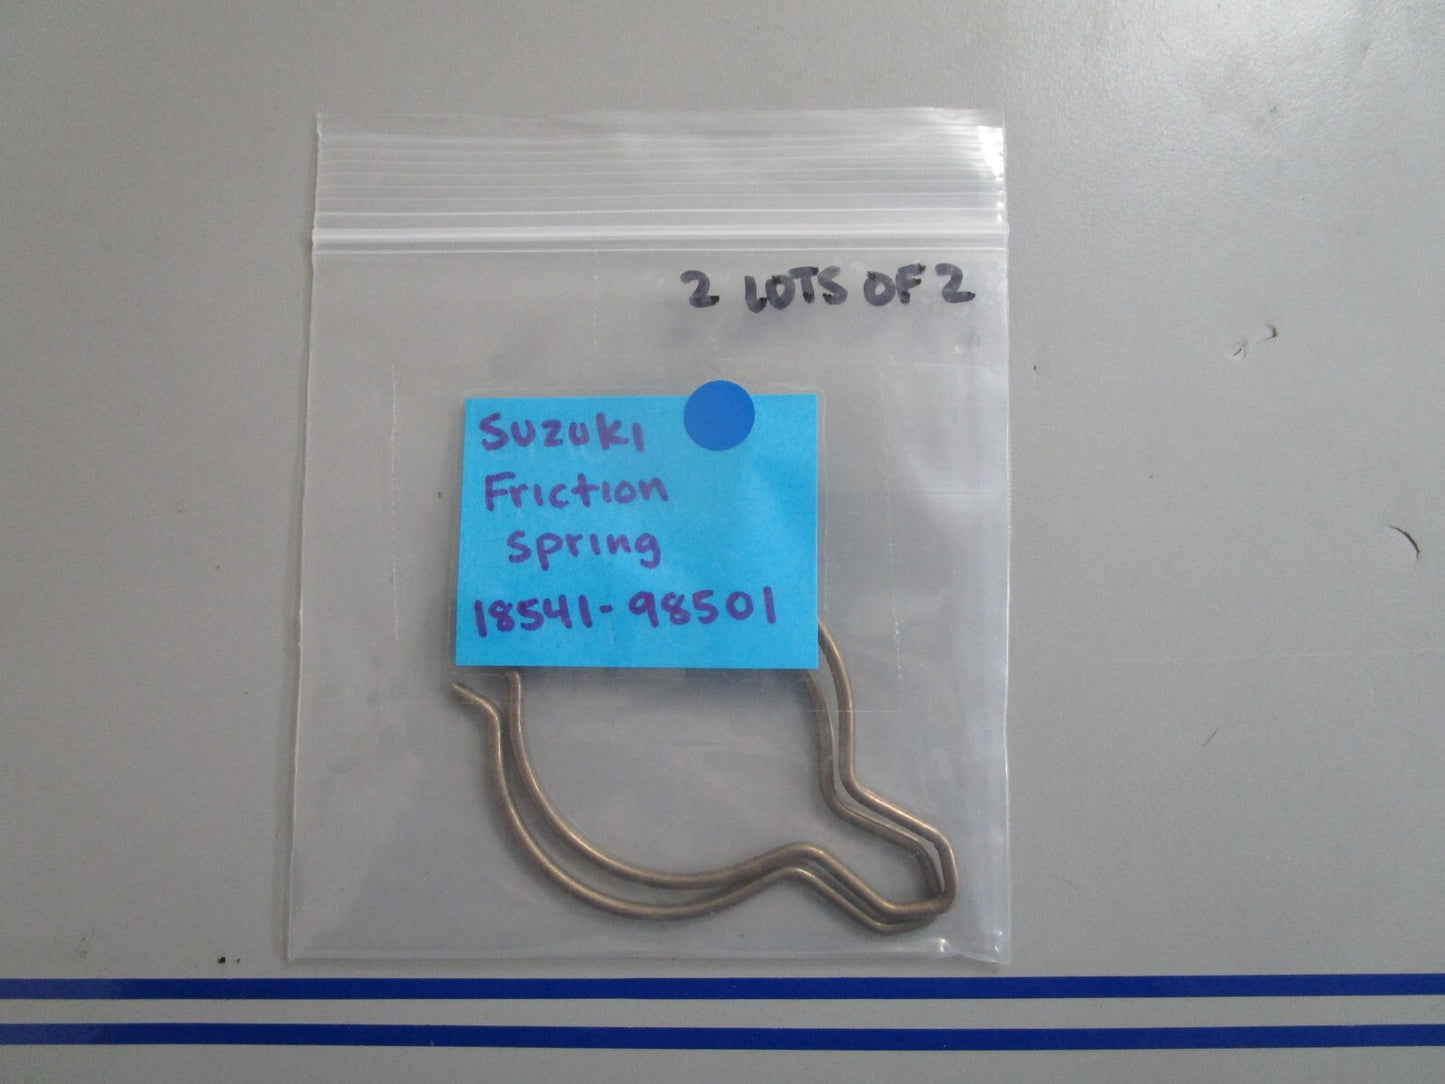 2 LOTS OF 2
Suzuki
Friction
spring
18541-98501